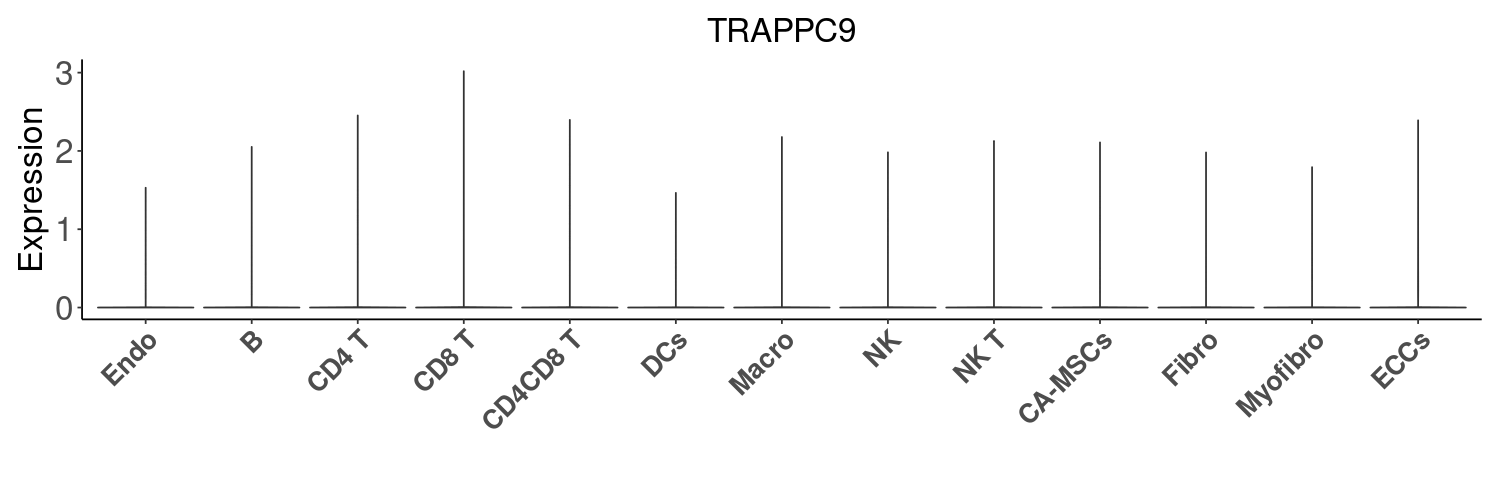 TRAPPC9
Expression
3
2
1
0
Endo
B
CD4 T
CD8 T
CD4CD8 T
DCs
Macro
NK
NK T
CA-MSCs
Fibro
Myofibro
ECCs